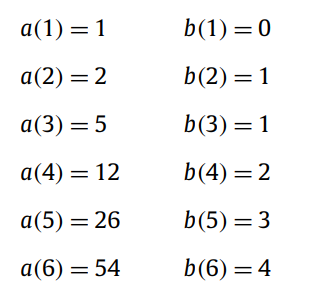 a(1) = 1 b(1) = 0
a(2) = 2 b(2) = 1
a(3) = 5 b(3) = 1
a(4) = 12 b(4) = 2
a(5) = 26 b(5) = 3
a(6) = 54 b(6) = 4